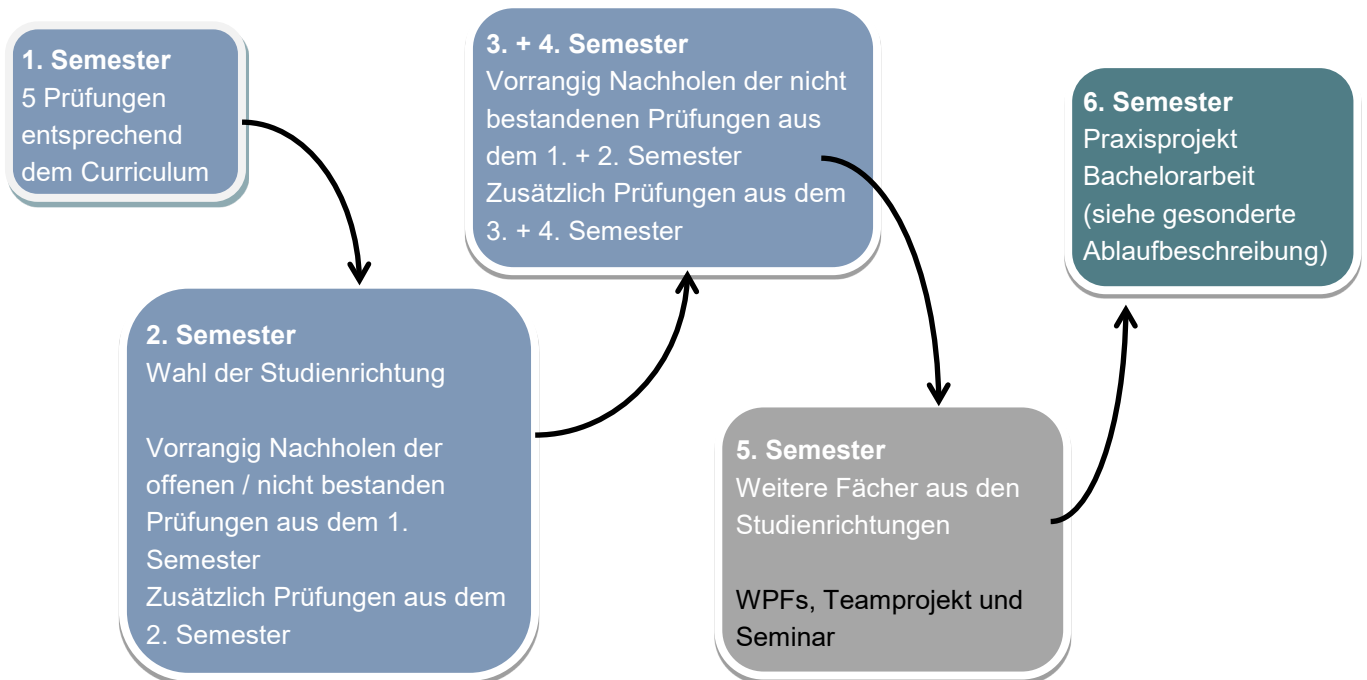 1. Semester
5 Prüfungen
entsprechend
dem Curriculum
2. Semester
Wahl der Studienrichtung
Vorrangig Nachholen der
offenen / nicht bestanden
Prüfungen aus dem 1.
Semester
Zusätzlich Prüfungen aus dem
2. Semester
3. + 4. Semester
Vorrangig Nachholen der nicht
bestandenen Prüfungen aus
dem 1. + 2. Semester
Zusätzlich Prüfungen aus dem
3. + 4. Semester
5. Semester
Weitere Fächer aus den
Studienrichtungen
WPFs, Teamprojekt und
Seminar
6. Semester
Praxisprojekt
Bachelorarbeit
(siehe gesonderte
Ablaufbeschreibung)